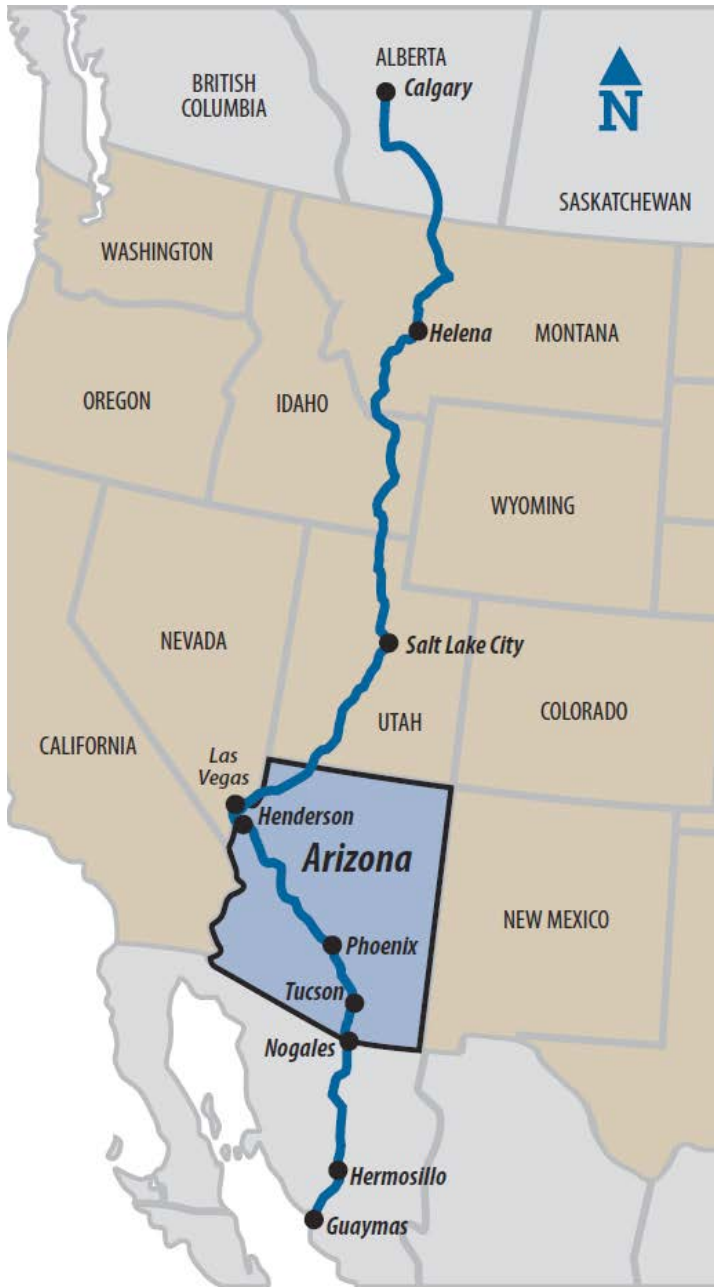 ALBERTA
Calgary
BRITISH
COLUMBIA
N
SASKATCHEWAN
WASHINGTON
Helena
MONTANA
OREGON
IDAHO
WYOMING
NEVADA
Salt Lake City
COLORADO
UTAH
CALIFORNIA
Las
Vegas
Henderson
Arizona
NEW MEXICO
Phoenix
Tucson
Nogales
Hermosillo
Guaymas